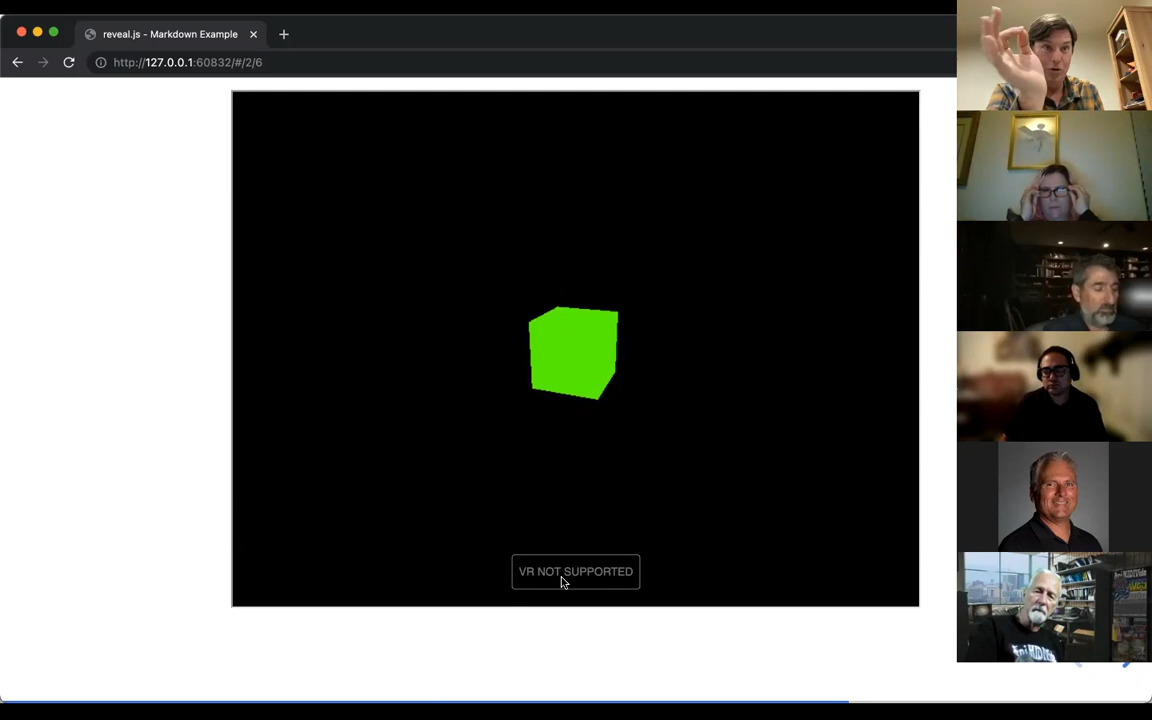 reveal.js - Markdown Example
http://127.0.0.1:60832/#/2/6
VR NOT SUPPORTED